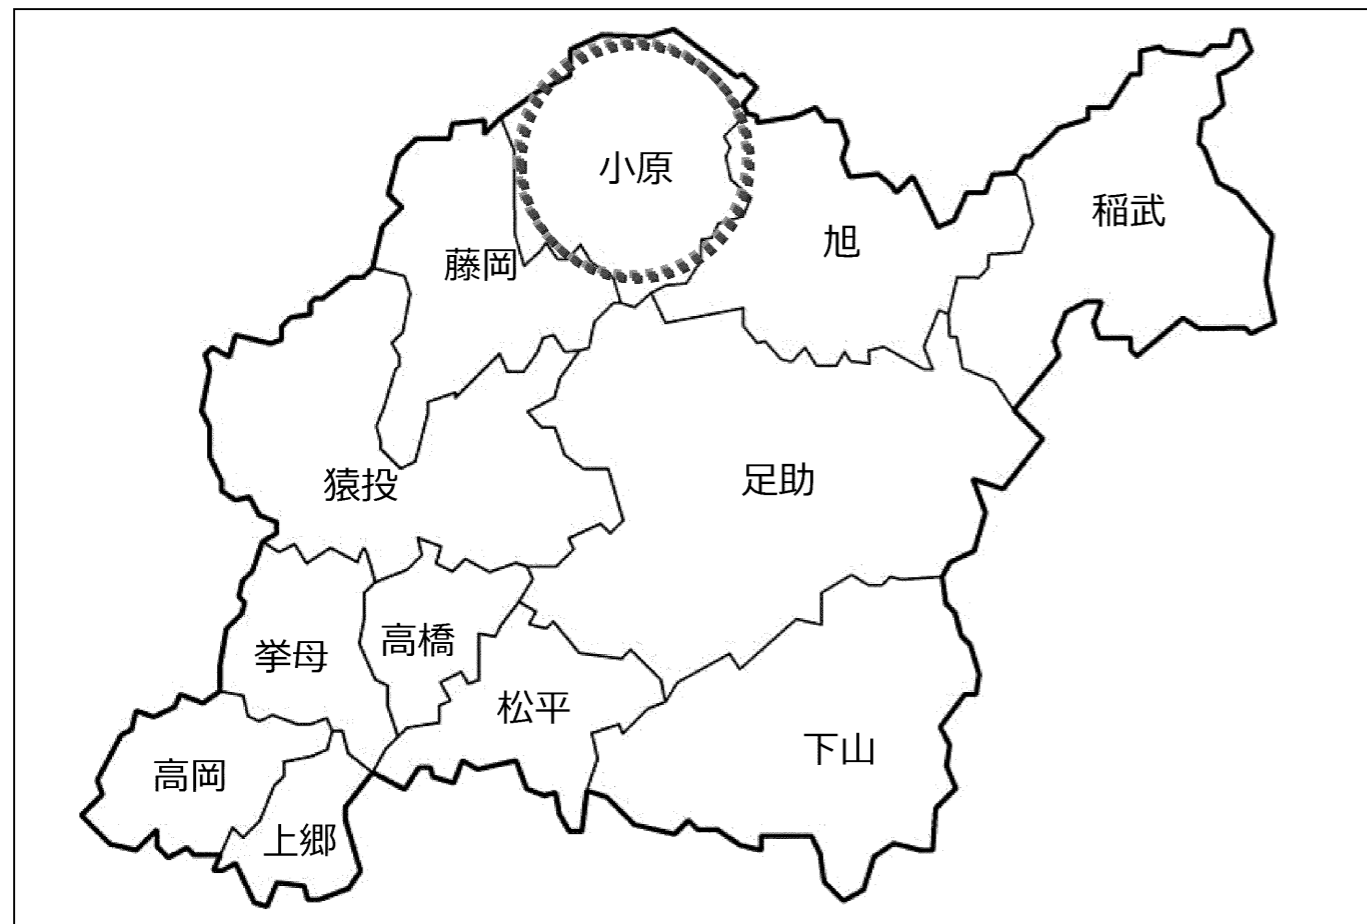 小原
稲武
旭
藤岡
足助
猿投
高橋
挙母
松平
下山
高岡
上郷